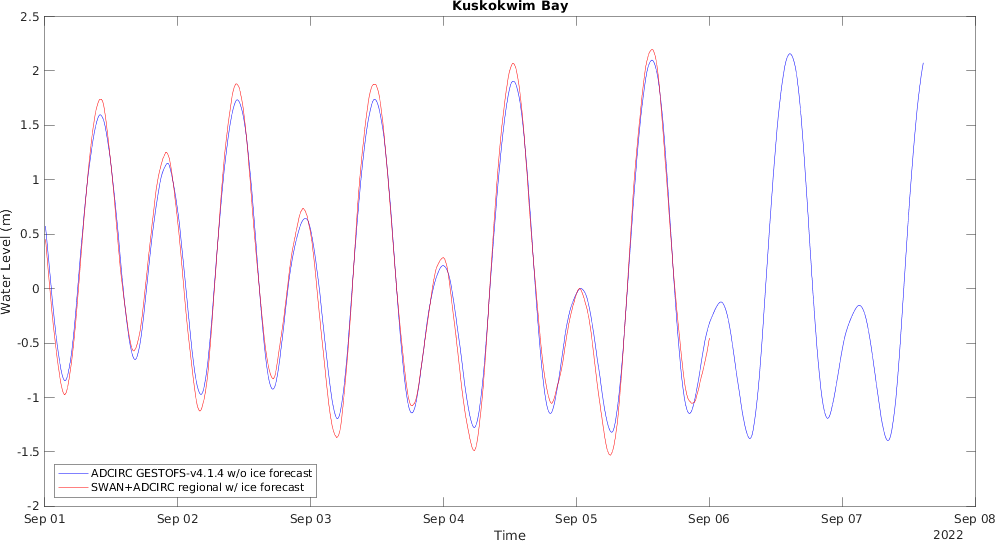 Kuskokwim Bay
2.5
2
1.5
1
0.5
0
-0.5
-1
-1.5
-2
Water Level (m)
ADCIRC GESTOFS-v4.1.4 w/o ice forecast
SWAN+ADCIRC regional w/ ice forecast
Sep 01 Sep 02 Sep 03 Sep 04 Sep 05 Sep 06 Sep 07 Sep 08
Time
2022